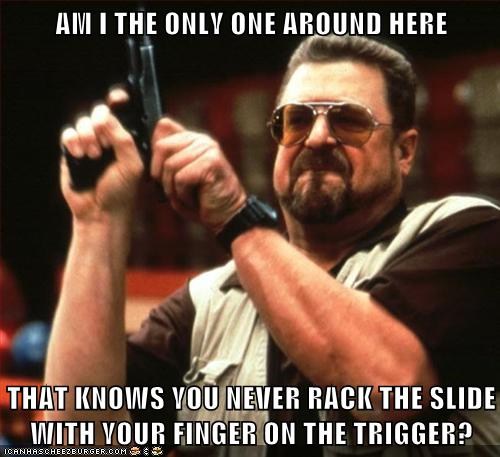 AM I THE ONLY ONE AROUND HERE
THAT KNOWS YOU NEVER RACK THE SLIDE
WITH YOUR FINGER ON THE TRIGGER?
ICANHASCHEEZBURGER.COM